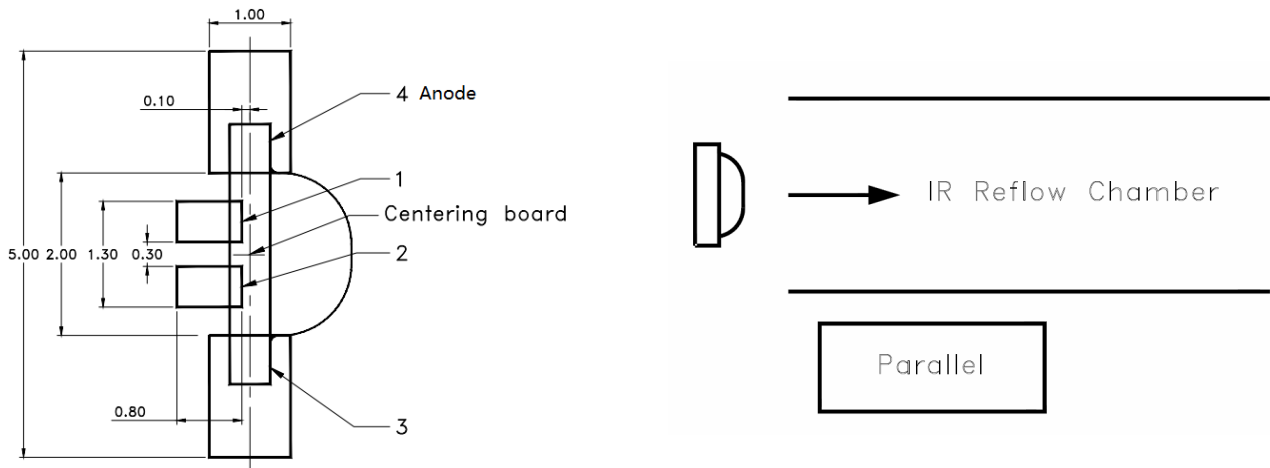 1.00
0.10
4 Anode
1
Centering board
5.00 2.00 1.30 0.30
2
0.80
3
IR Reflow Chamber
Parallel